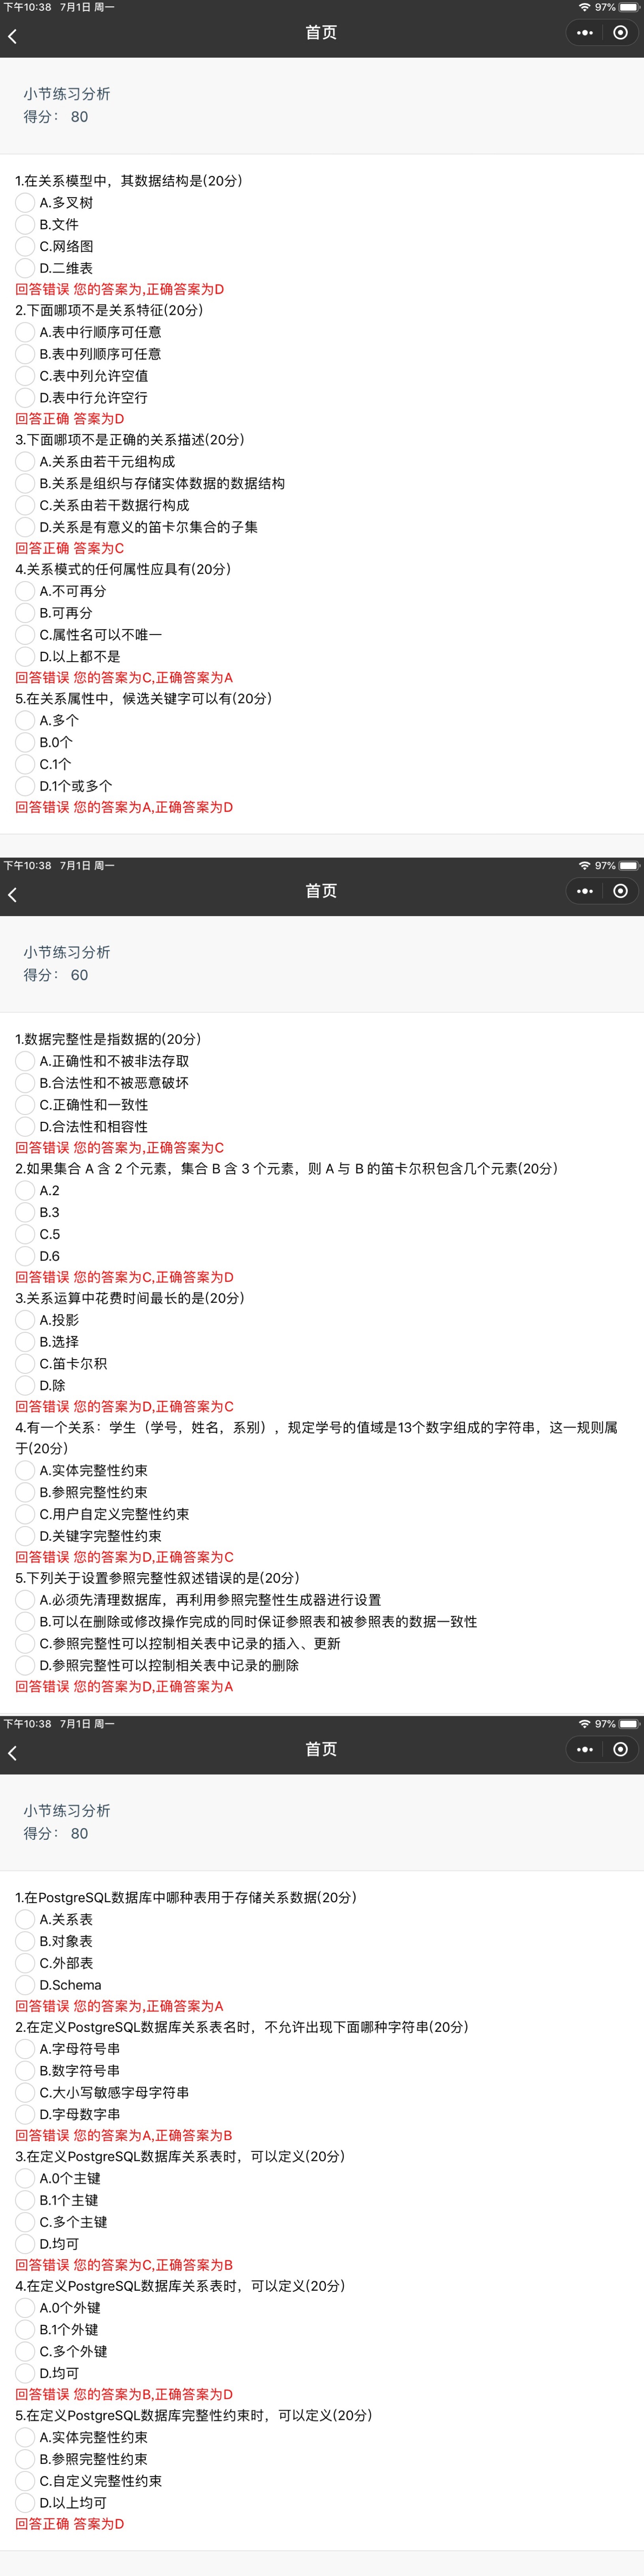 下午10:38 7月1日 周一
97%
首页
小节练习分析
得分： 80
1.在关系模型中，其数据结构是(20分)
A.多叉树
B.文件
C.网络图
D.二维表
回答错误 您的答案为,正确答案为D
2.下面哪项不是关系特征(20分)
A.表中行顺序可任意
B.表中列顺序可任意
C.表中列允许空值
D.表中行允许空行
回答正确 答案为D
3.下面哪项不是正确的关系描述(20分)
A.关系由若干元组构成
B.关系是组织与存储实体数据的数据结构
C.关系由若干数据行构成
D.关系是有意义的笛卡尔集合的子集
回答正确 答案为C
4.关系模式的任何属性应具有(20分)
A.不可再分
B.可再分
C.属性名可以不唯一
D.以上都不是
回答错误 您的答案为C,正确答案为A
5.在关系属性中，候选关键字可以有(20分)
A.多个
B.0个
C.1个
D.1个或多个
回答错误 您的答案为A,正确答案为D
下午10:38 7月1日 周一
97%
首页
小节练习分析
得分： 60
1.数据完整性是指数据的(20分)
A.正确性和不被非法存取
B.合法性和不被恶意破坏
C.正确性和一致性
D.合法性和相容性
回答错误 您的答案为,正确答案为C
2.如果集合 A 含 2 个元素，集合 B 含 3 个元素，则 A 与 B 的笛卡尔积包含几个元素(20分)
A.2
B.3
C.5
D.6
回答错误 您的答案为C,正确答案为D
3.关系运算中花费时间最长的是(20分)
A.投影
B.选择
C.笛卡尔积
D.除
回答错误 您的答案为D,正确答案为C
4.有一个关系：学生（学号，姓名，系别），规定学号的值域是13个数字组成的字符串，这一规则属
于(20分)
A.实体完整性约束
B.参照完整性约束
C.用户自定义完整性约束
D.关键字完整性约束
回答错误 您的答案为D,正确答案为C
5.下列关于设置参照完整性叙述错误的是(20分)
A.必须先清理数据库，再利用参照完整性生成器进行设置
B.可以在删除或修改操作完成的同时保证参照表和被参照表的数据一致性
C.参照完整性可以控制相关表中记录的插入、更新
D.参照完整性可以控制相关表中记录的删除
回答错误 您的答案为D,正确答案为A
下午10:38 7月1日 周一
97%
首页
小节练习分析
得分： 80
1.在PostgreSQL数据库中哪种表用于存储关系数据(20分)
A.关系表
B.对象表
C.外部表
D.Schema
回答错误 您的答案为,正确答案为A
2.在定义PostgreSQL数据库关系表名时，不允许出现下面哪种字符串(20分)
A.字母符号串
B.数字符号串
C.大小写敏感字母字符串
D.字母数字串
回答错误 您的答案为A,正确答案为B
3.在定义PostgreSQL数据库关系表时，可以定义(20分)
A.0个主键
B.1个主键
C.多个主键
D.均可
回答错误 您的答案为C,正确答案为B
4.在定义PostgreSQL数据库关系表时，可以定义(20分)
A.0个外键
B.1个外键
C.多个外键
D.均可
回答错误 您的答案为B,正确答案为D
5.在定义PostgreSQL数据库完整性约束时，可以定义(20分)
A.实体完整性约束
B.参照完整性约束
C.自定义完整性约束
D.以上均可
回答正确 答案为D